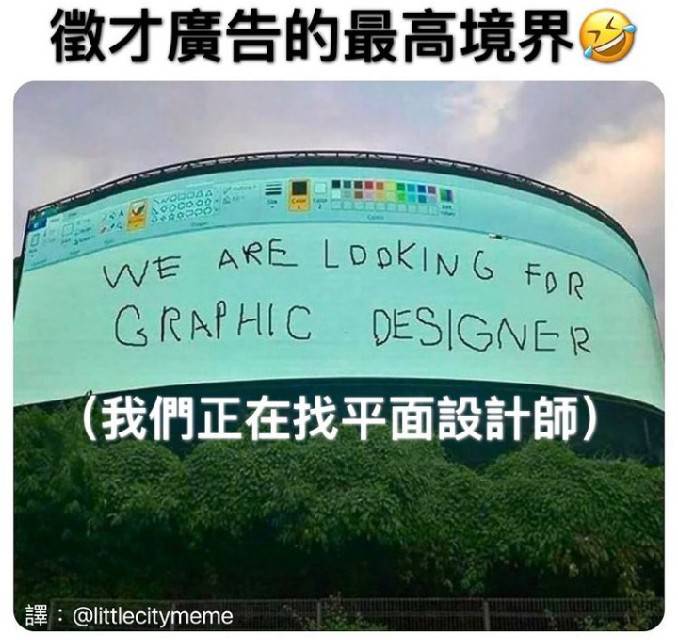 徵才廣告的最高境界🤣
WE ARE LOOKING FOR
GRAPHIC DESIGNER
（我們正在找平面設計師）
譯：@littlecitymeme